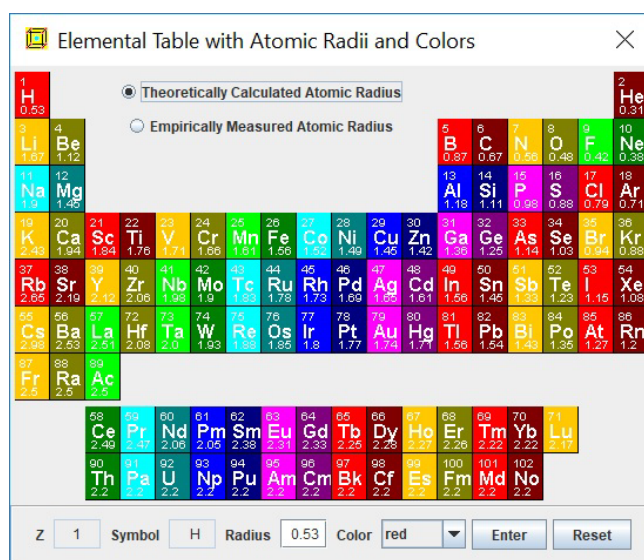 Elemental Table with Atomic Radii and Colors
1 2
H Theoretically Calculated Atomic Radius He
0.53 0.31
3 4 Empirically Measured Atomic Radius 5 6 7 8 9 10
Li Be B C N O F Ne
1.67 1.12 0.87 0.67 0.56 0.48 0.42 0.38
11 12 13 14 15 16 17 18
Na Mg Al Si P S Cl Ar
1.9 1.45 1.18 1.11 0.98 0.88 0.79 0.71
19 20 21 22 23 24 25 26 27 28 29 30 31 32 33 34 35 36
K Ca Sc Ti V Cr Mn Fe Co Ni Cu Zn Ga Ge As Se Br Kr
2.43 1.94 1.84 1.76 1.71 1.66 1.61 1.56 1.52 1.49 1.45 1.42 1.36 1.25 1.14 1.03 0.94 0.88
37 38 39 40 41 42 43 44 45 46 47 48 49 50 51 52 53 54
Rb Sr Y Zr Nb Mo Tc Ru Rh Pd Ag Cd In Sn Sb Te I Xe
2.65 2.19 2.12 2.06 1.98 1.9 1.83 1.78 1.73 1.69 1.65 1.61 1.56 1.45 1.33 1.23 1.15 1.08
55 56 57 72 73 74 75 76 77 78 79 80 81 82 83 84 85 86
Cs Ba La Hf Ta W Re Os Ir Pt Au Hg Tl Pb Bi Po At Rn
2.98 2.53 2.51 2.08 2.0 1.93 1.88 1.85 1.8 1.77 1.74 1.71 1.56 1.54 1.43 1.35 1.27 1.2
87 88 89
Fr Ra Ac
2.5 2.5 2.5
58 59 60 61 62 63 64 65 66 67 68 69 70 71
Ce Pr Nd Pm Sm Eu Gd Tb Dy Ho Er Tm Yb Lu
2.49 2.47 2.06 2.05 2.38 2.31 2.33 2.25 2.28 2.27 2.26 2.22 2.22 2.17
90 91 92 93 94 95 96 97 98 99 100 101 102
Th Pa U Np Pu Am Cm Bk Cf Es Fm Md No
2.2 2.2 2.2 2.2 2.2 2.2 2.2 2.2 2.2 2.2 2.2 2.2 2.2
Z 1 Symbol H Radius 0.53 Color red Enter Reset